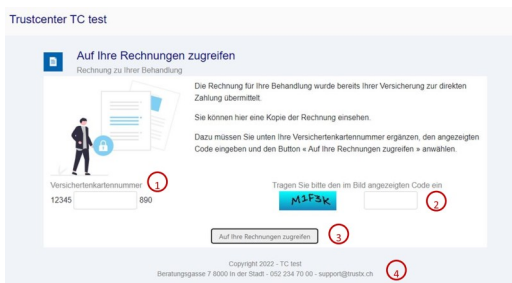 Trustcenter TC test
Auf Ihre Rechnungen zugreifen
Rechnung zu Ihrer Behandlung
Die Rechnung für Ihre Behandlung wurde bereits Ihrer Versicherung zur direkten
Zahlung übermittelt.
Sie können hier eine Kopie der Rechnung einsehen.
Dazu müssen Sie unten Ihre Versichertenkartennummer ergänzen, den angezeigten
Code eingeben und den Button « Auf Ihre Rechnungen zugreifen » anwählen.
Versichertenkartennummer 1 Tragen Sie bitte den im Bild angezeigten Code ein
12345 890 M1F3K 2
Auf Ihre Rechnungen zugreifen 3
Copyright 2022 - TC test
Beratungsgasse 7 8000 In der Stadt - 052 234 70 00 - support@trustx.ch 4